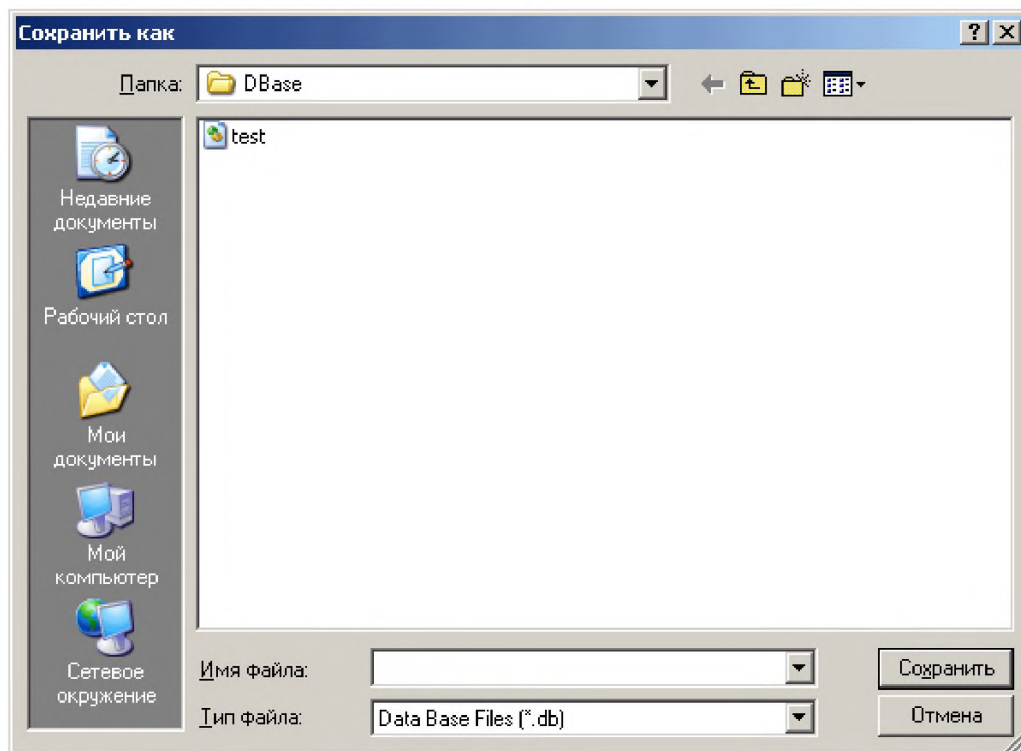 Сохранить как
Папка:
DBase
test
Недавние
документы
Рабочий стол
Мои
документы
Мой
компьютер
Сетевое
окружение
Имя файла:
Сохранить
Тип файла:
Data Base Files (*.db)
Отмена